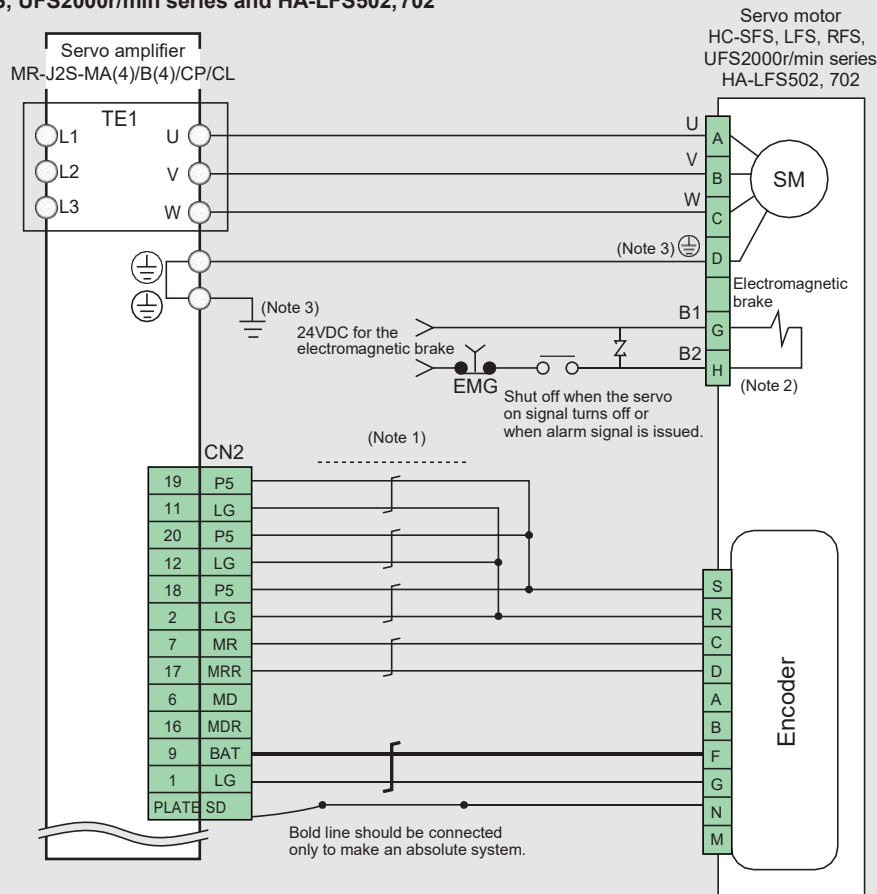 S, UFS2000r/min series and HA-LFS502,702
Servo motor
HC-SFS, LFS, RFS,
UFS2000r/min series
HA-LFS502, 702
Servo amplifier
MR-J2S-MA(4)/B(4)/CP/CL
TE1
L1
L2
L3
U
V
W
U
V
W
A
B
C
D
G
H
SM
(Note 3)
(Note 3)
Electromagnetic
brake
B1
B2
(Note 2)
24VDC for the
electromagnetic brake
EMG
Shut off when the servo
on signal turns off or
when alarm signal is issued.
(Note 1)
CN2
19 P5
11 LG
20 P5
12 LG
18 P5
2 LG
7 MR
17 MRR
6 MD
16 MDR
9 BAT
1 LG
PLATE SD
S
R
C
D
A
B
F
G
N
M
Encoder
Bold line should be connected
only to make an absolute system.